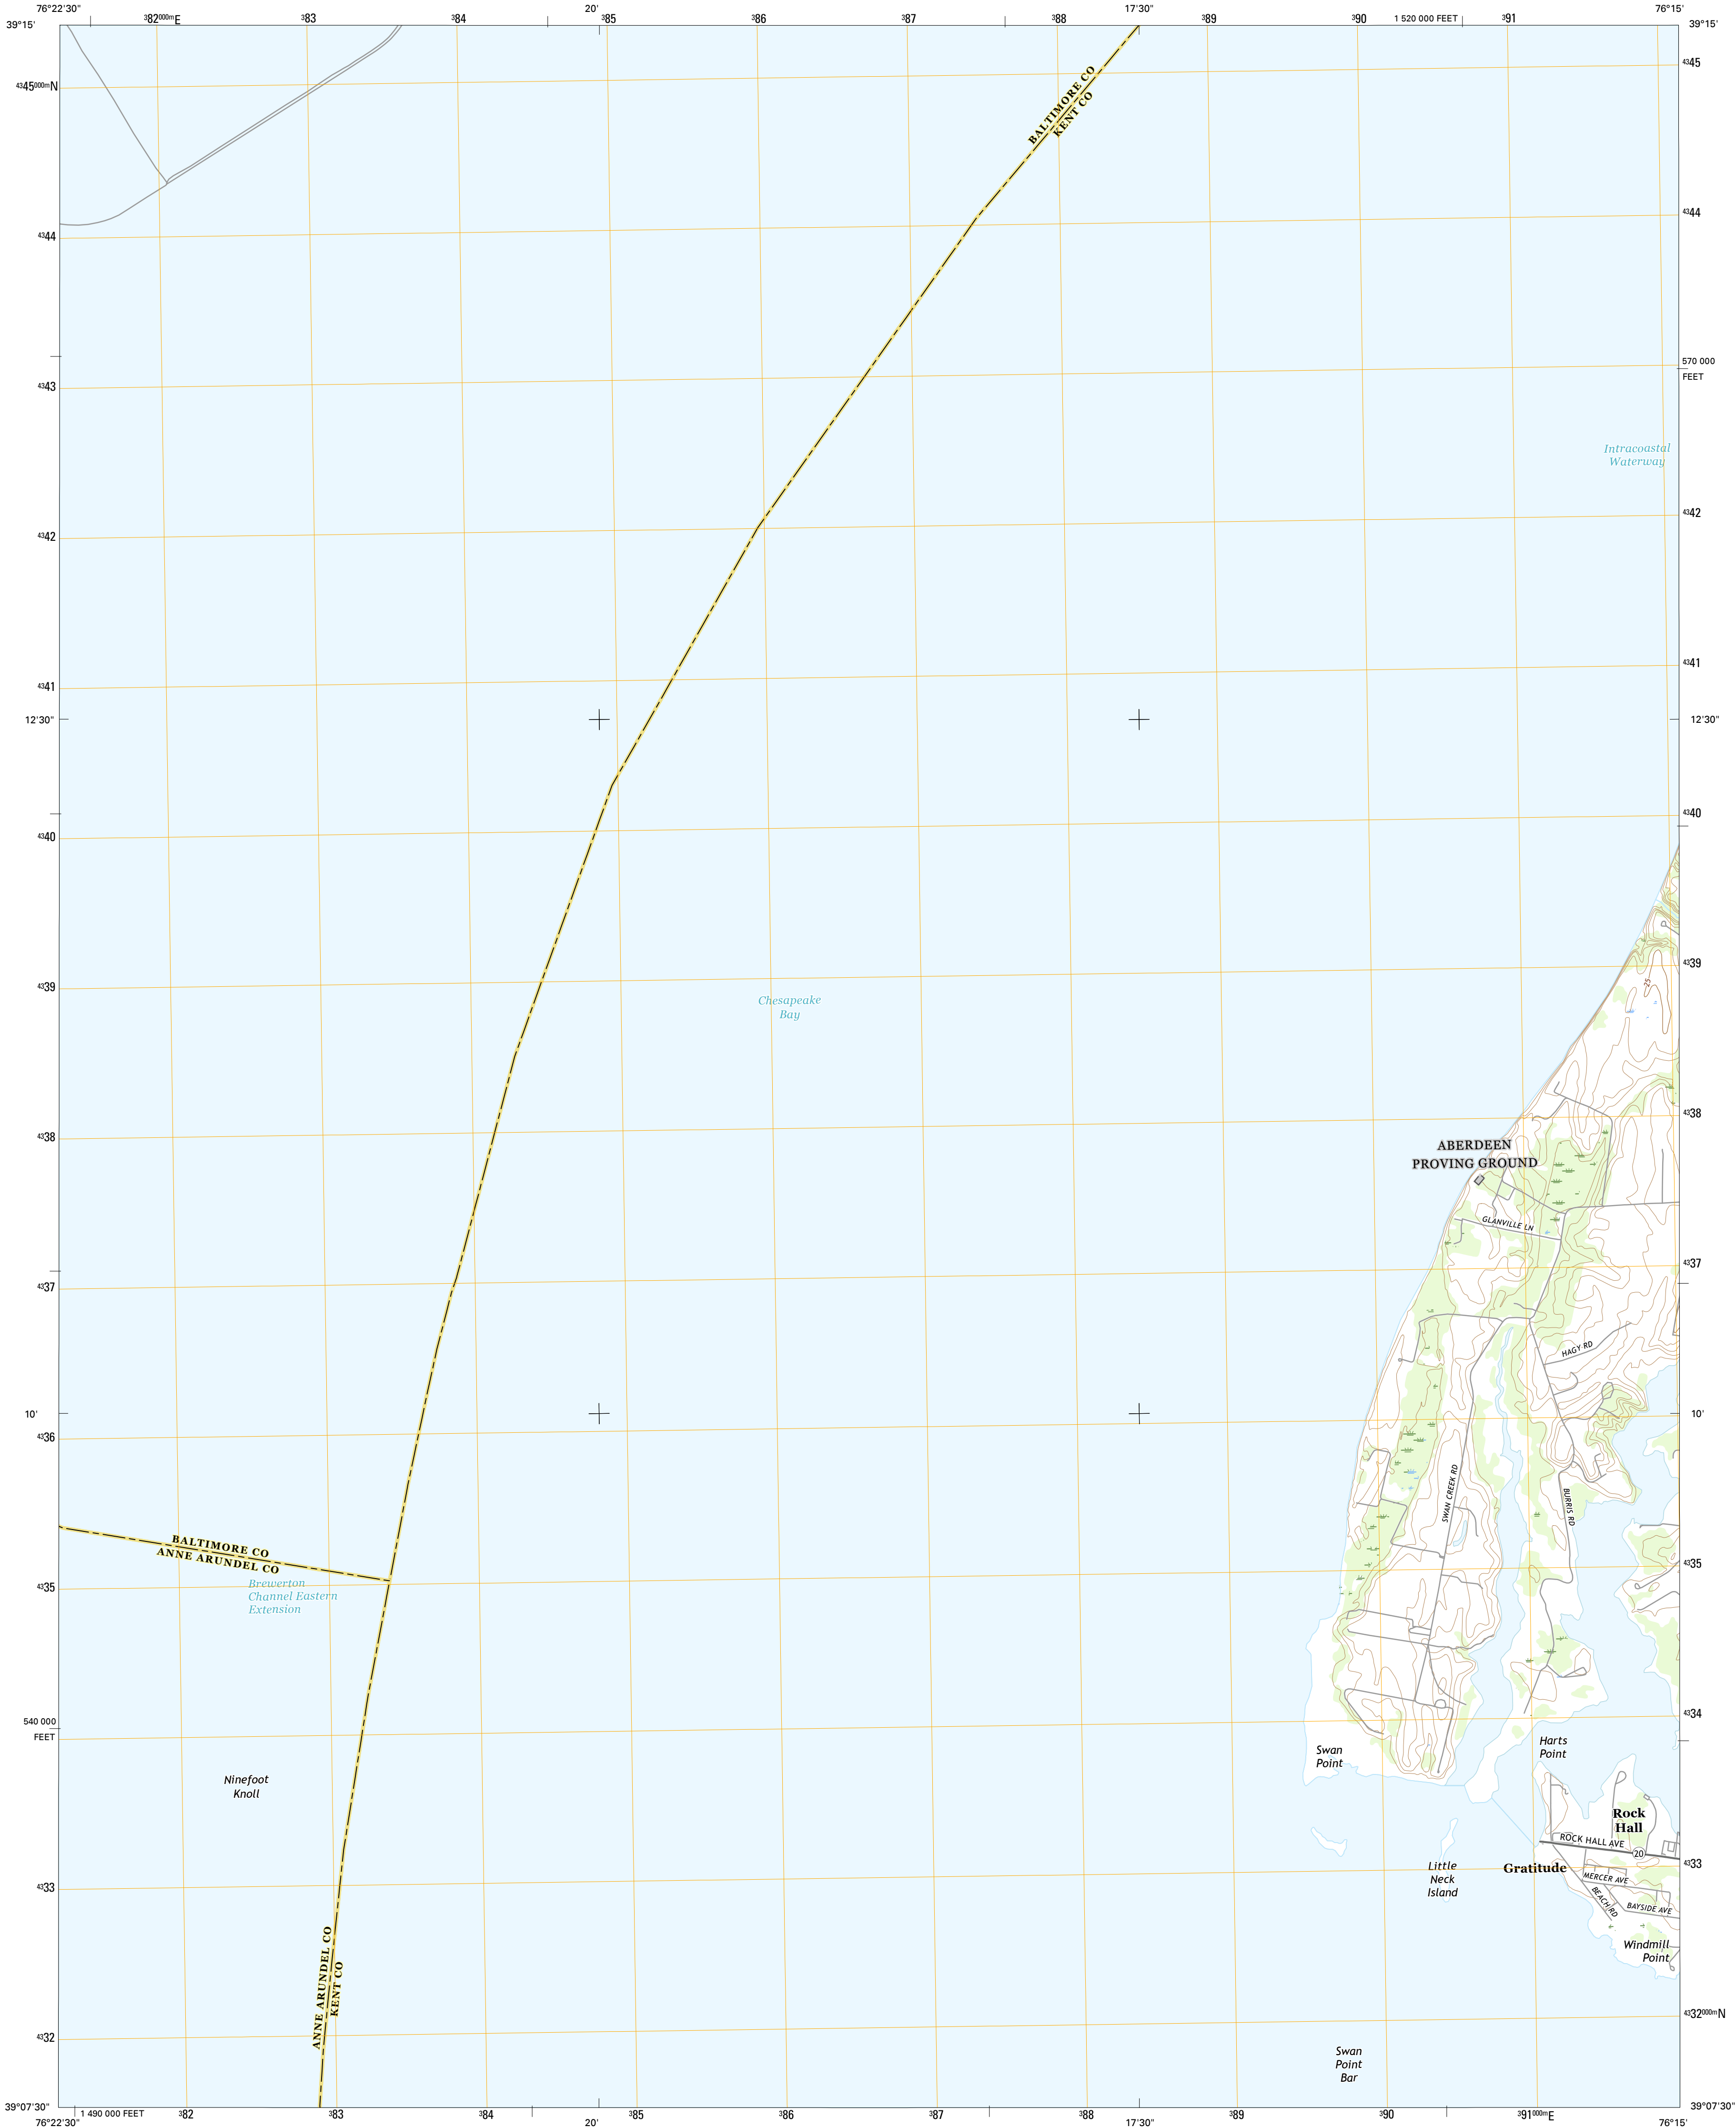 76°22'30"
³82⁰⁰⁰ᵐE
³83
³84
20'
³85
³86
³87
³88
17'30"
³89
³90
1 520 000 FEET
³91
76°15'
39°15'
39°15'
⁴³45⁰⁰⁰ᵐN
⁴³45
BALTIMORE CO
KENT CO
⁴³44
⁴³44
570 000
FEET
⁴³43
Intracoastal
Waterway
⁴³42
⁴³42
⁴³41
⁴³41
12'30"
12'30"
⁴³40
⁴³40
⁴³39
⁴³39
25
Chesapeake
Bay
⁴³38
⁴³38
ABERDEEN
PROVING GROUND
GLANVILLE LN
⁴³37
⁴³37
HAGY RD
10'
10'
⁴³36
SWAN CREEK RD
BURRIS RD
BALTIMORE CO
ANNE ARUNDEL CO
⁴³35
⁴³35
Brewerton
Channel Eastern
Extension
540 000
FEET
⁴³34
Swan
Point
Harts
Point
Ninefoot
Knoll
Rock
Hall
ROCK HALL AVE
20
Gratitude
⁴³33
⁴³33
Little
Neck
Island
MERCER AVE
BEACH RD
BAYSIDE AVE
Windmill
Point
ANNE ARUNDEL CO
KENT CO
⁴³32⁰⁰⁰ᵐN
⁴³32
Swan
Point
Bar
39°07'30"
39°07'30"
76°22'30"
1 490 000 FEET
³82
³83
³84
20'
³85
³86
³87
³88
17'30"
³89
³90
³91⁰⁰⁰ᵐE
76°15'